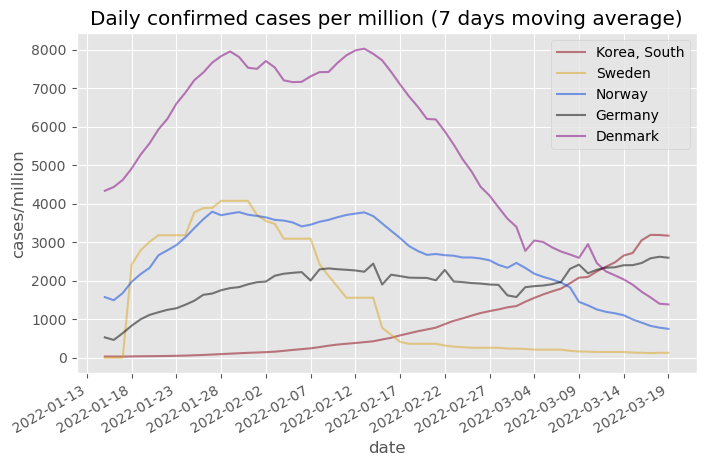 Daily confirmed cases per million (7 days moving average)
8000
7000
6000
5000
4000
3000
2000
1000
0
cases/million
Korea, South
Sweden
Norway
Germany
Denmark
2022-01-13
2022-01-18
2022-01-23
2022-01-28
2022-02-02
2022-02-07
2022-02-12
2022-02-17
2022-02-22
2022-02-27
2022-03-04
2022-03-09
2022-03-14
2022-03-19
date